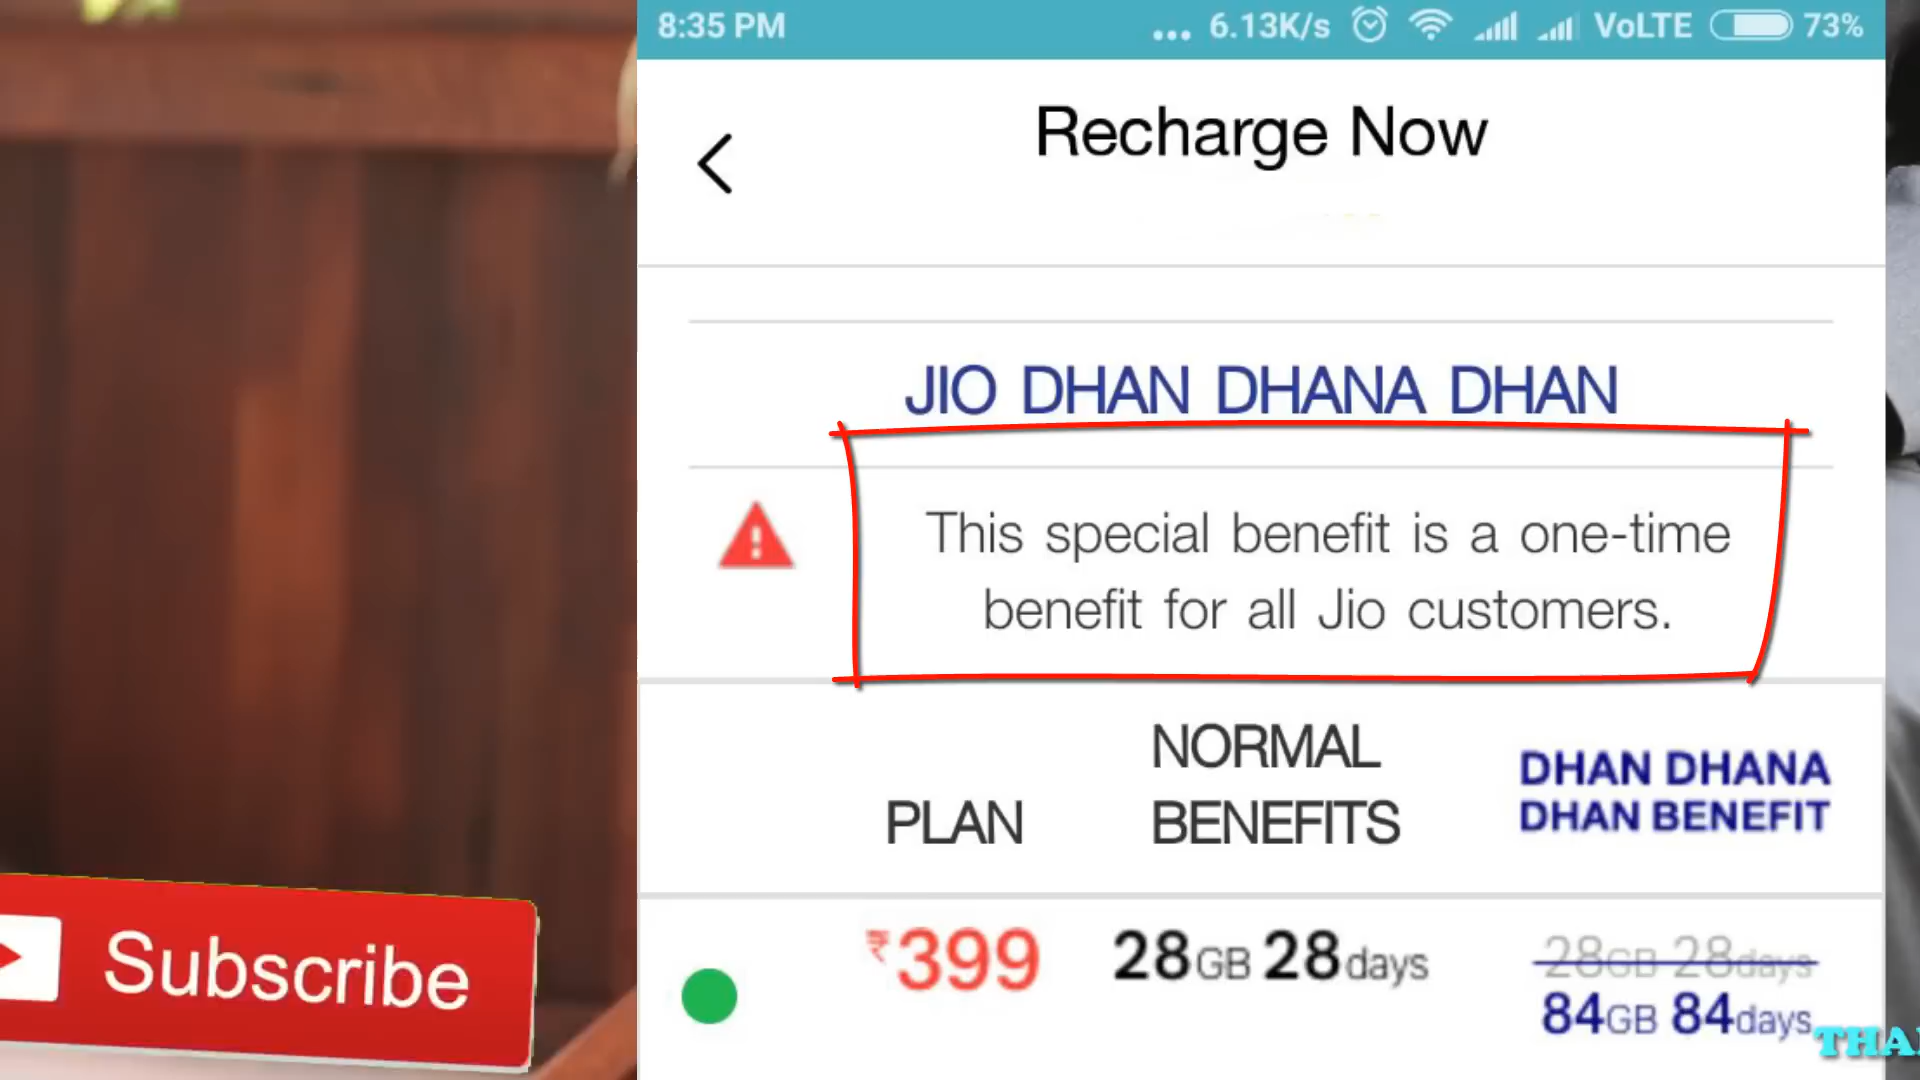 8:35 PM ... 6.13K/s VoLTE 73%
Recharge Now
JIO DHAN DHANA DHAN
This special benefit is a one-time
benefit for all Jio customers.
PLAN
NORMAL
BENEFITS
DHAN DHANA
DHAN BENEFIT
₹399 28GB 28days 28GB 28days
84GB 84days
Subscribe
THA